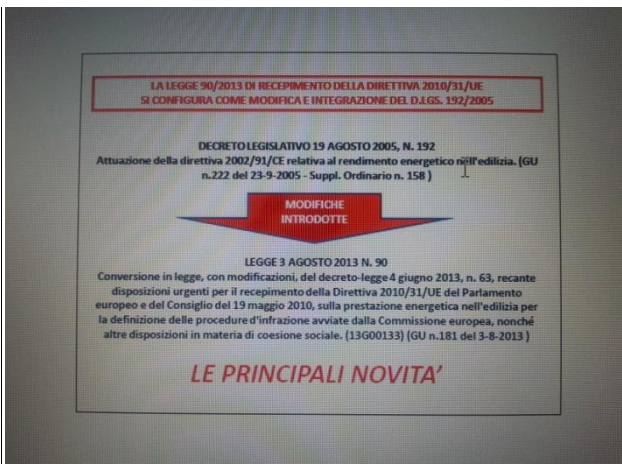 LA LEGGE 90/2013 DI RECEPIMENTO DELLA DIRETTIVA 2010/31/UE
SI CONFIGURA COME MODIFICA E INTEGRAZIONE DEL D.LGS. 192/2005
DECRETO LEGISLATIVO 19 AGOSTO 2005, N. 192
Attuazione della direttiva 2002/91/CE relativa al rendimento energetico nell'edilizia. (GU
n.222 del 23-9-2005 - Suppl. Ordinario n. 158 )
MODIFICHE
INTRODOTTE
LEGGE 3 AGOSTO 2013 N. 90
Conversione in legge, con modificazioni, del decreto-legge 4 giugno 2013, n. 63, recante
disposizioni urgenti per il recepimento della Direttiva 2010/31/UE del Parlamento
europeo e del Consiglio del 19 maggio 2010, sulla prestazione energetica nell'edilizia per
la definizione delle procedure d'infrazione avviate dalla Commissione europea, nonché
altre disposizioni in materia di coesione sociale. (13G00133) (GU n.181 del 3-8-2013 )
LE PRINCIPALI NOVITA'